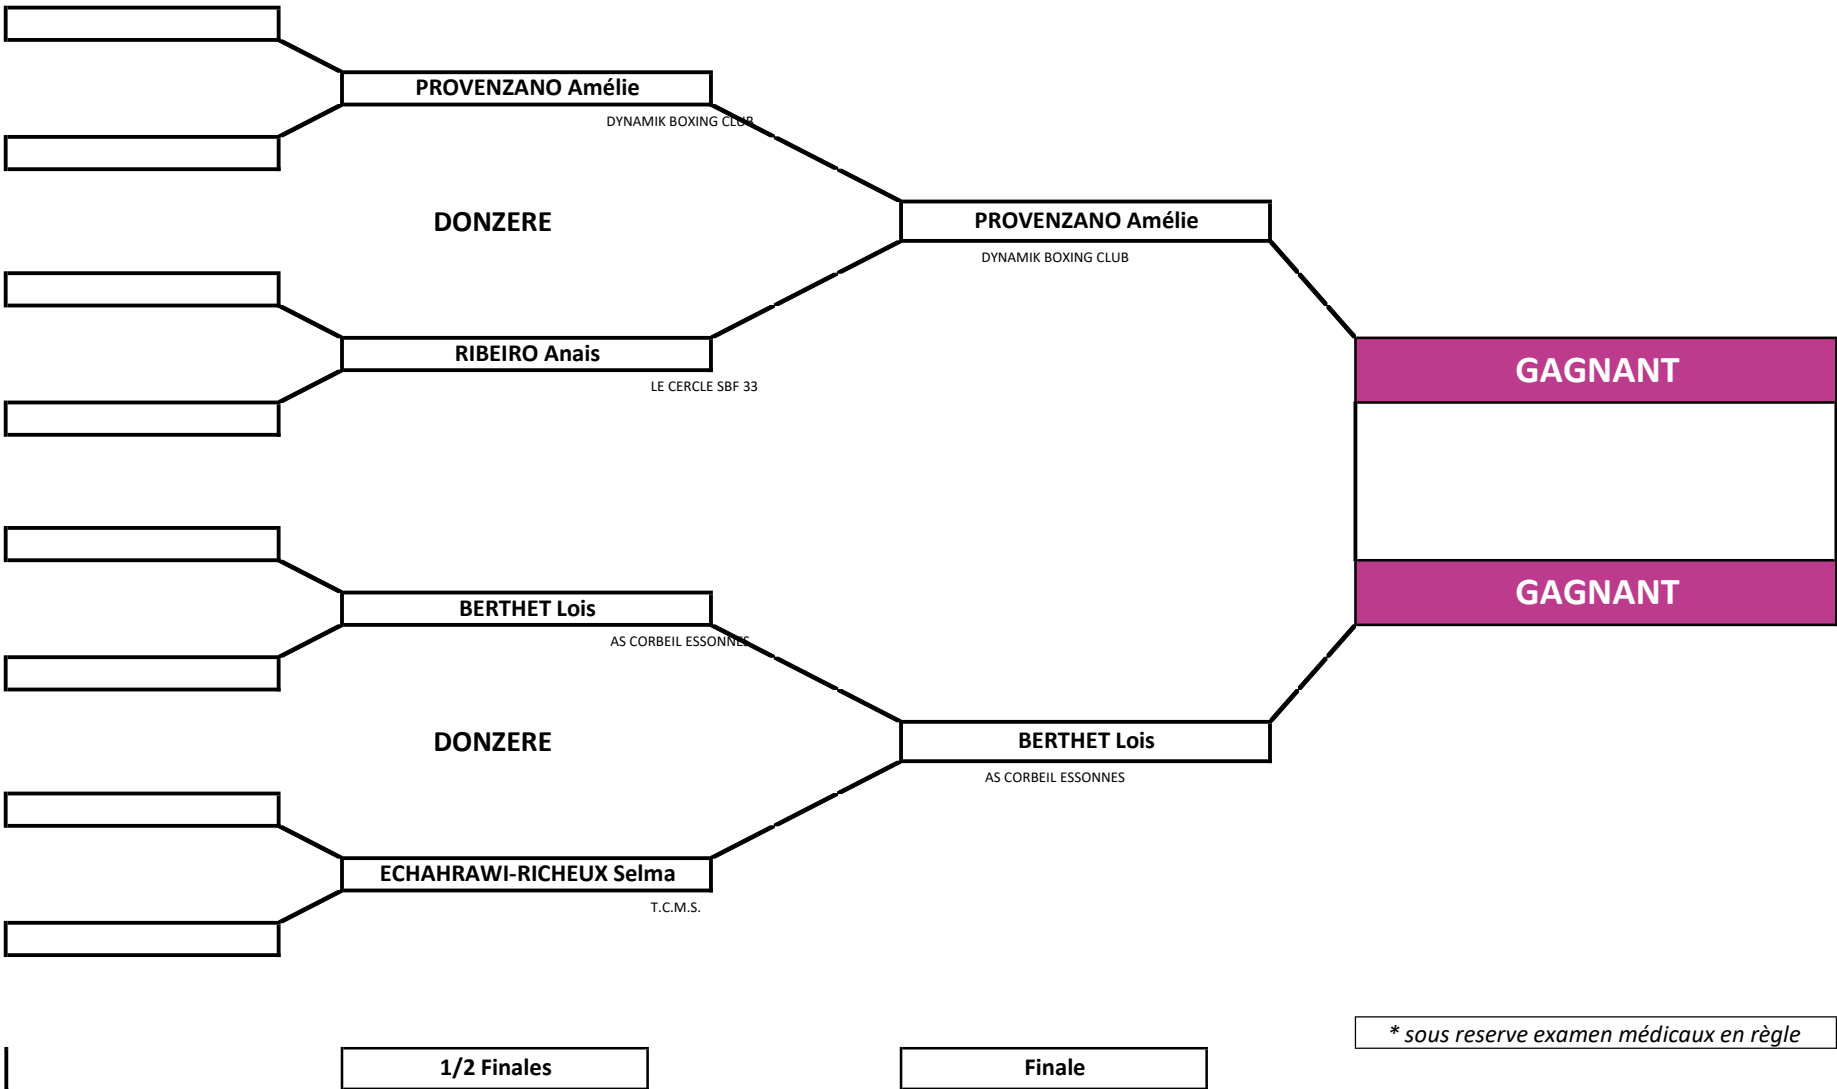 PROVENZANO Amélie
DYNAMIK BOXING CLUB
DONZERE
PROVENZANO Amélie
DYNAMIK BOXING CLUB
RIBEIRO Anais
LE CERCLE SBF 33
GAGNANT
BERTHET Lois
AS CORBEIL ESSONNES
GAGNANT
DONZERE
BERTHET Lois
AS CORBEIL ESSONNES
ECHAHRAWI-RICHEUX Selma
T.C.M.S.
* sous reserve examen médicaux en règle
1/2 Finales
Finale